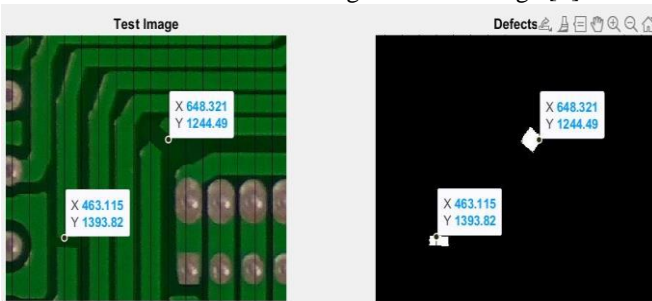 Test Image
Defects
X 648.321
Y 1244.49
X 648.321
Y 1244.49
X 463.115
Y 1393.82
X 463.115
Y 1393.82